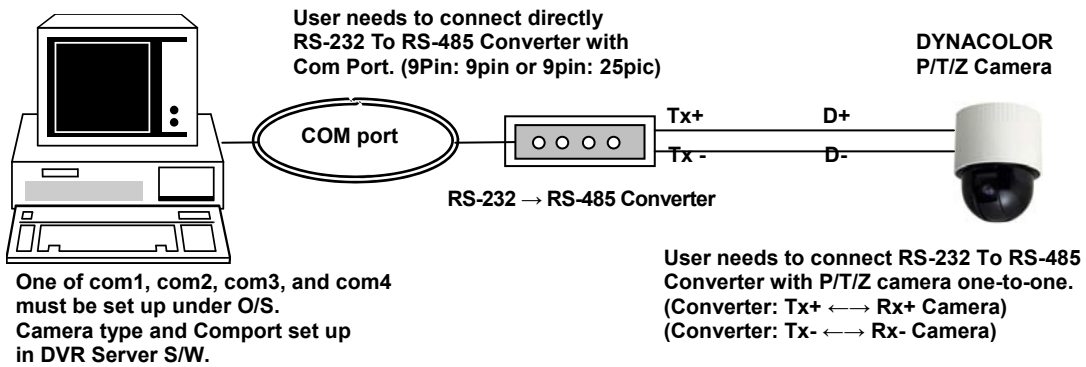 User needs to connect directly
RS-232 To RS-485 Converter with
Com Port. (9Pin: 9pin or 9pin: 25pic)
DYNACOLOR
P/T/Z Camera
COM port
Tx+ D+
Tx - D-
RS-232 → RS-485 Converter
One of com1, com2, com3, and com4
must be set up under O/S.
Camera type and Comport set up
in DVR Server S/W.
User needs to connect RS-232 To RS-485
Converter with P/T/Z camera one-to-one.
(Converter: Tx+ ←→ Rx+ Camera)
(Converter: Tx- ←→ Rx- Camera)